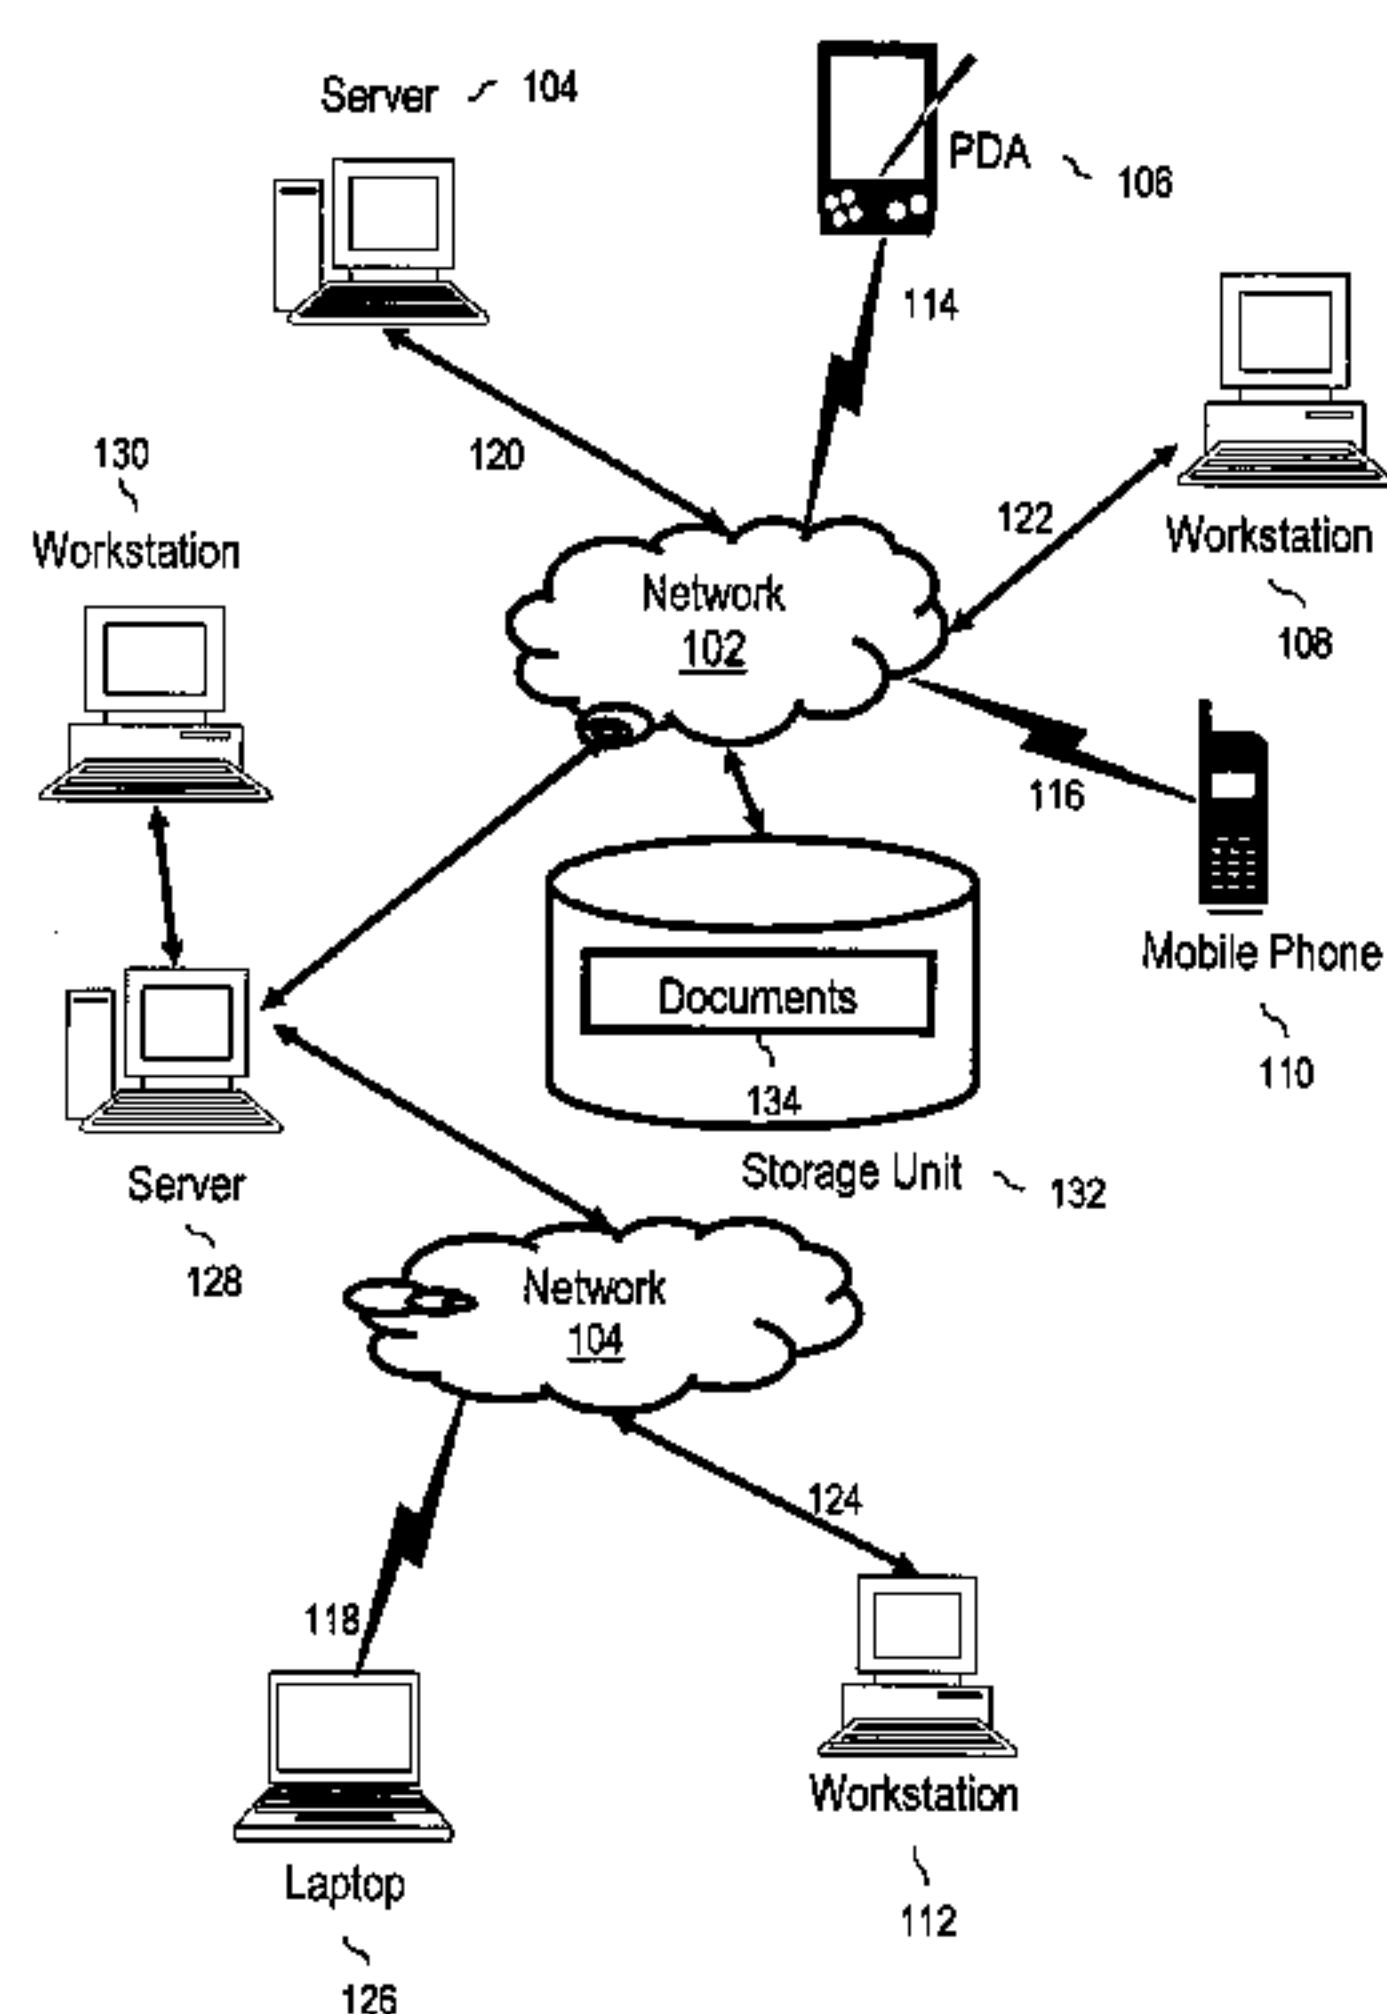 Server 104
PDA 106
114
120
130
Workstation
122
Workstation
108
Network
102
116
Mobile Phone
110
Documents
134
Storage Unit 132
Server
128
Network
104
124
118
Workstation
112
Laptop
126